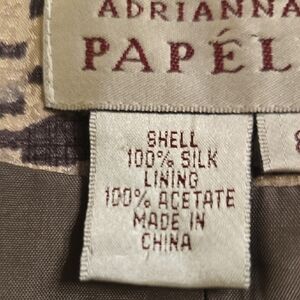 ADRIANNA
PAPÉL
SHELL
100% SILK
LINING
100% ACETATE
MADE IN
CHINA